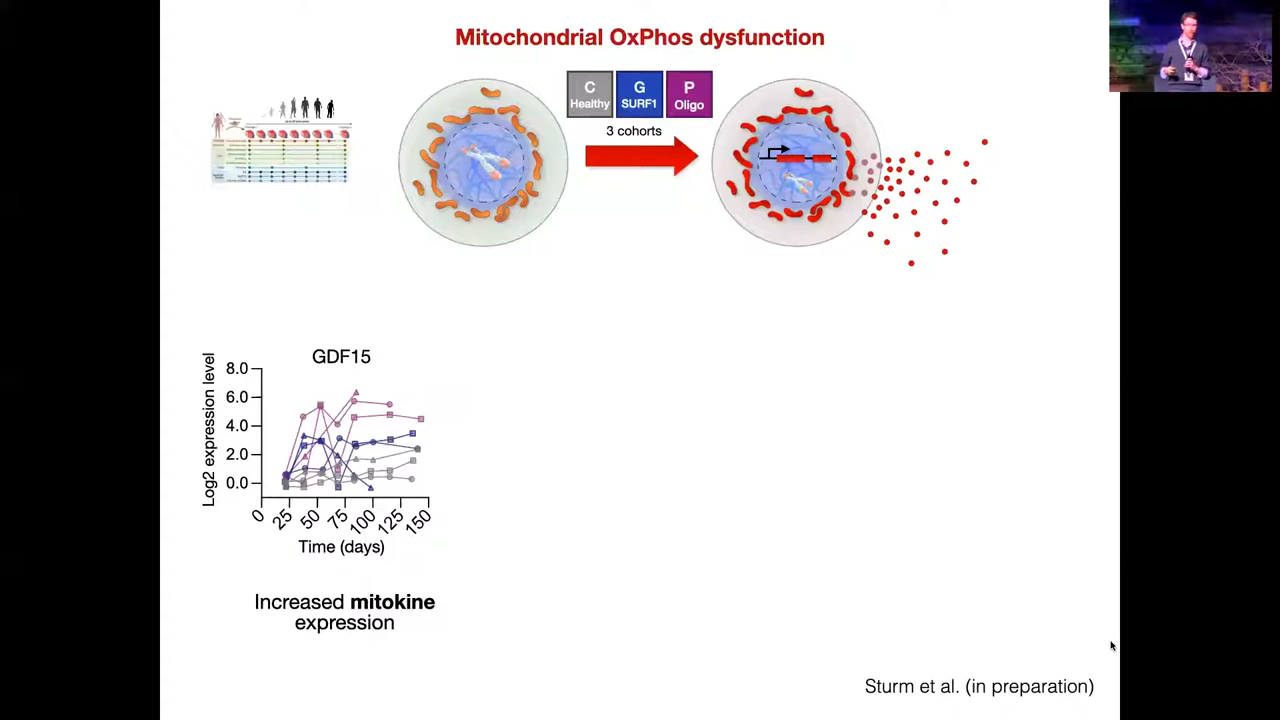 Mitochondrial OxPhos dysfunction
C
Healthy
G
SURF1
P
Oligo
3 cohorts
GDF15
Log2 expression level
8.0
6.0
4.0
2.0
0.0
0
25
50
75
100
125
150
Time (days)
Increased mitokine
expression
Sturm et al. (in preparation)